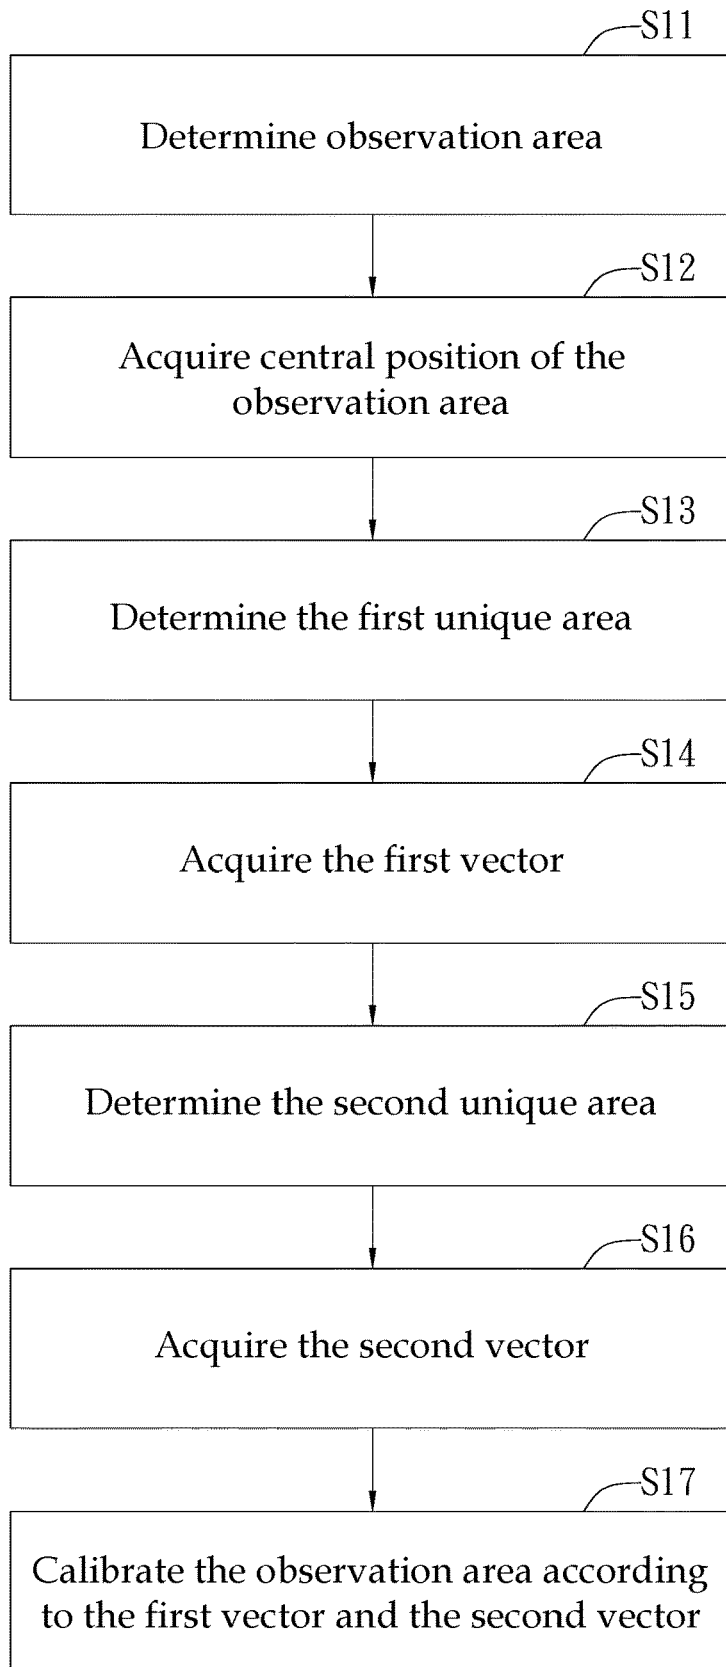 S11
Determine observation area
S12
Acquire central position of the
observation area
S13
Determine the first unique area
S14
Acquire the first vector
S15
Determine the second unique area
S16
Acquire the second vector
S17
Calibrate the observation area according
to the first vector and the second vector